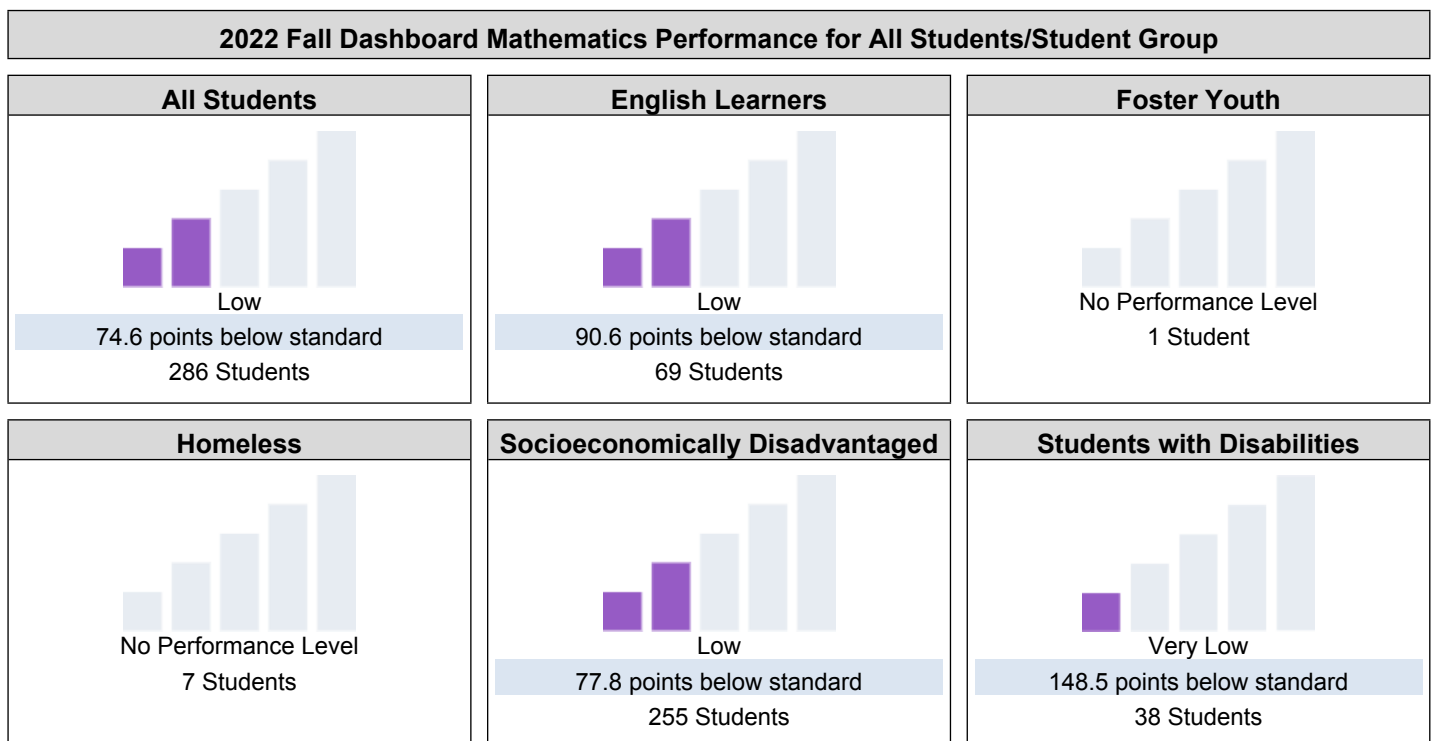 2022 Fall Dashboard Mathematics Performance for All Students/Student Group
All Students
Low
74.6 points below standard
286 Students
English Learners
Low
90.6 points below standard
69 Students
Foster Youth
No Performance Level
1 Student
Homeless
No Performance Level
7 Students
Socioeconomically Disadvantaged
Low
77.8 points below standard
255 Students
Students with Disabilities
Very Low
148.5 points below standard
38 Students